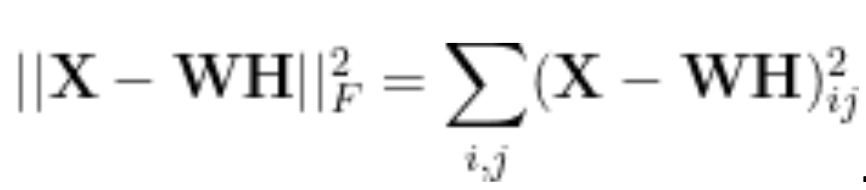 ||X − WH||²_F = ∑_{i,j} (X − WH)²_{ij}.